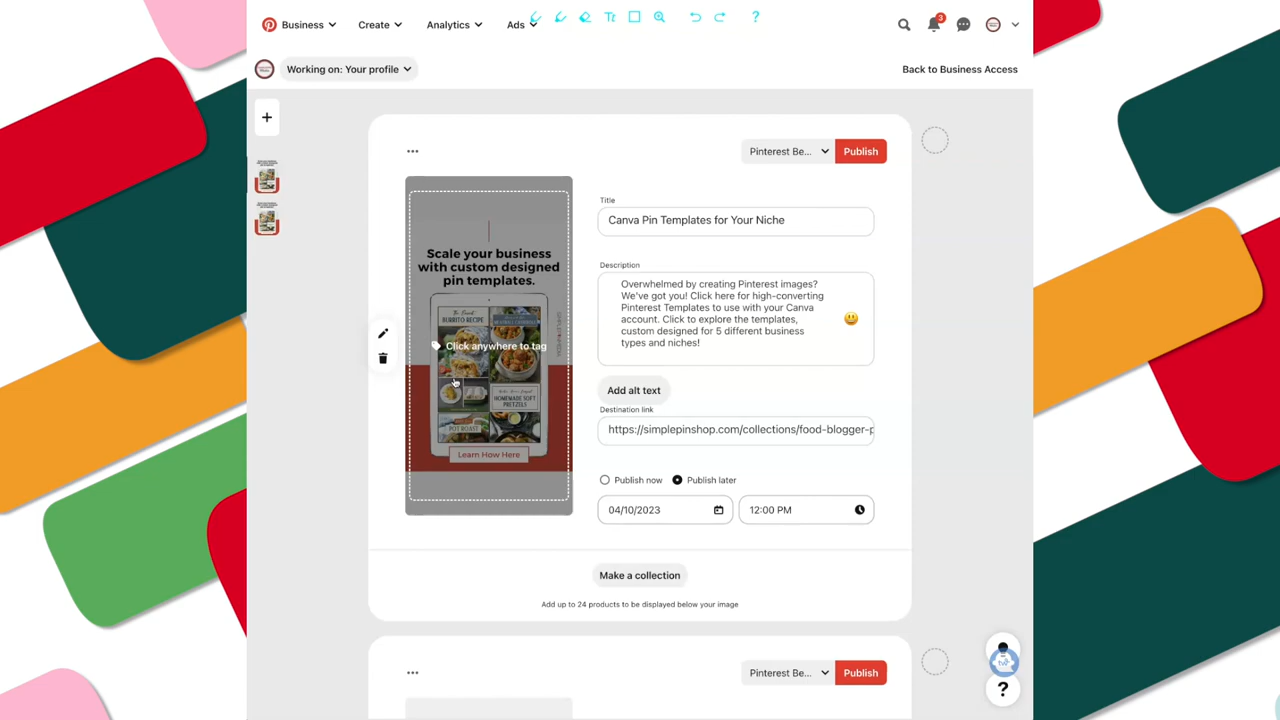 Business
Create
Analytics
Ads
Tt
?
3
Working on: Your profile
Back to Business Access
+
Pinterest Be...
Publish
Scale your business
with custom designed
pin templates.
BURRITO RECIPE
Click anywhere to tag
HOMEMADE SOFT
PRETZELS
POT ROAST
Learn How Here
Title
Canva Pin Templates for Your Niche
Description
Overwhelmed by creating Pinterest images?
We've got you! Click here for high-converting
Pinterest Templates to use with your Canva
account. Click to explore the templates,
custom designed for 5 different business
types and niches!
Add alt text
Destination link
https://simplepinshop.com/collections/food-blogger-p
Publish now
Publish later
04/10/2023
12:00 PM
Make a collection
Add up to 24 products to be displayed below your image
Pinterest Be...
Publish
?